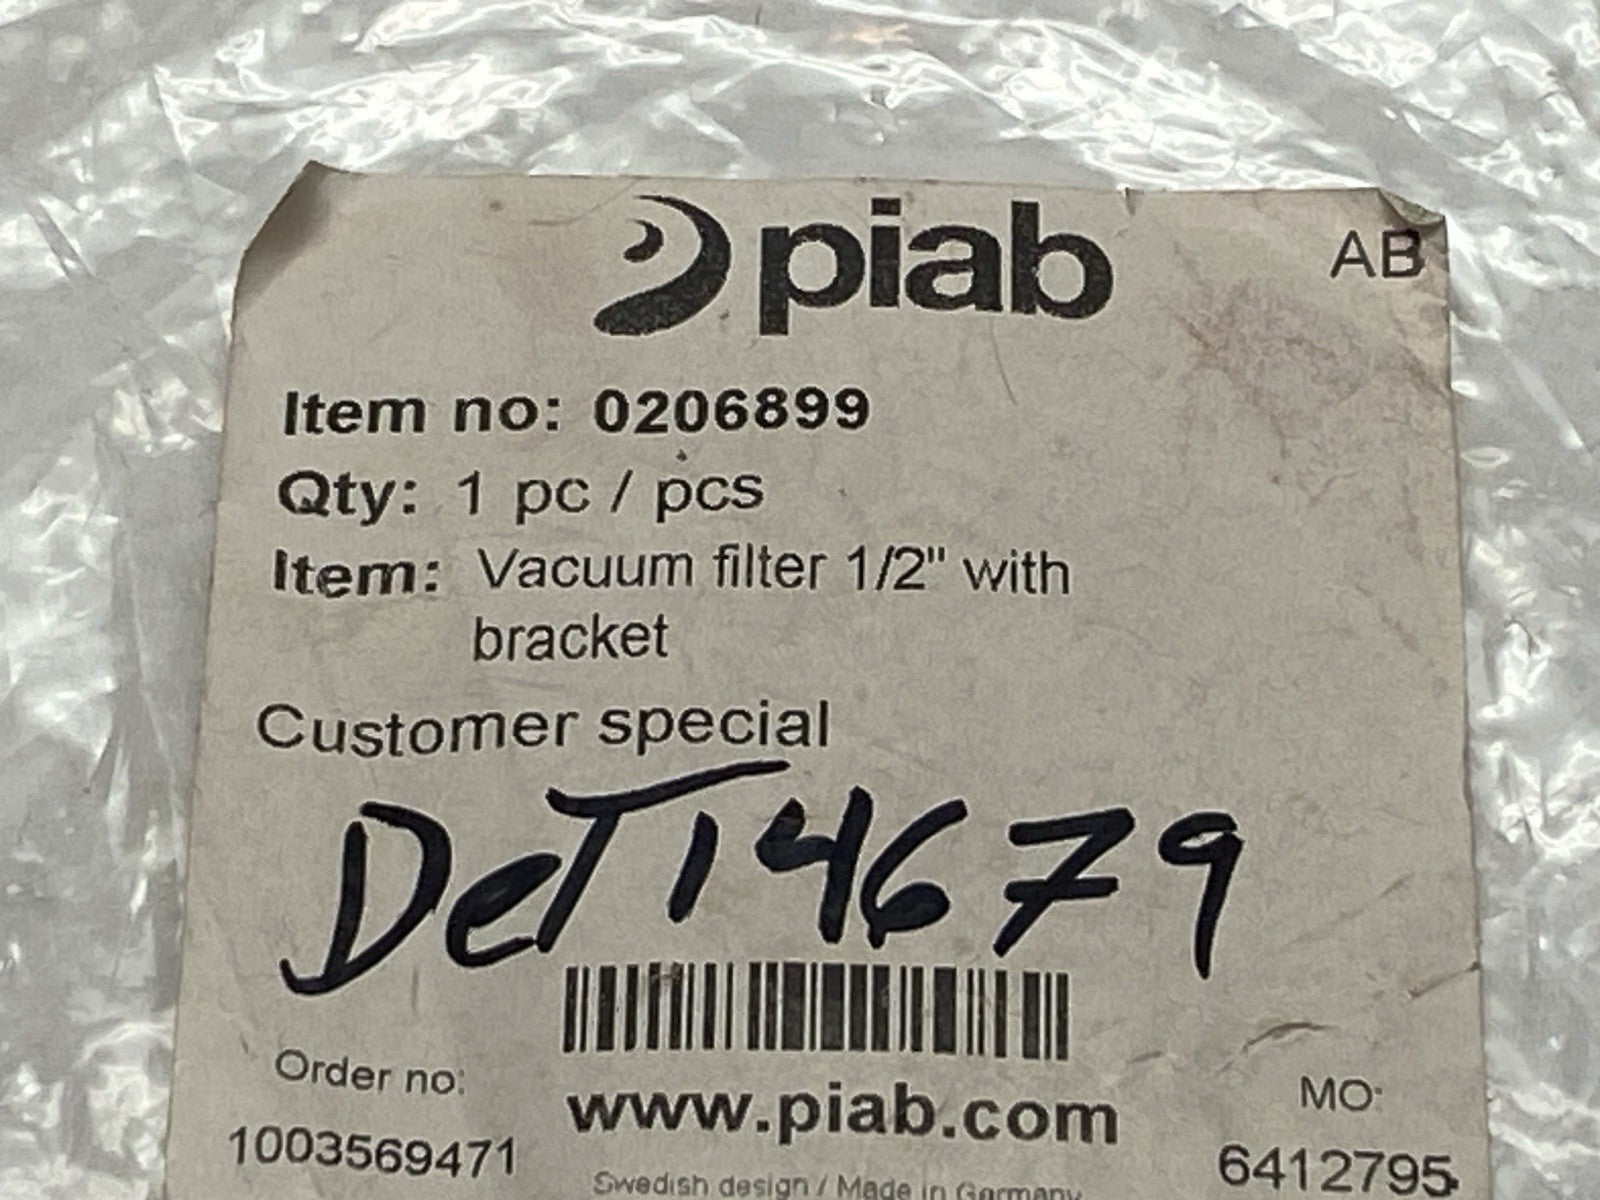 piab
AB
Item no: 0206899
Qty: 1 pc / pcs
Item: Vacuum filter 1/2" with
bracket
Customer special
DeT14679
Order no:
1003569471
www.piab.com
Swedish design / Made in Germany
MO:
6412795